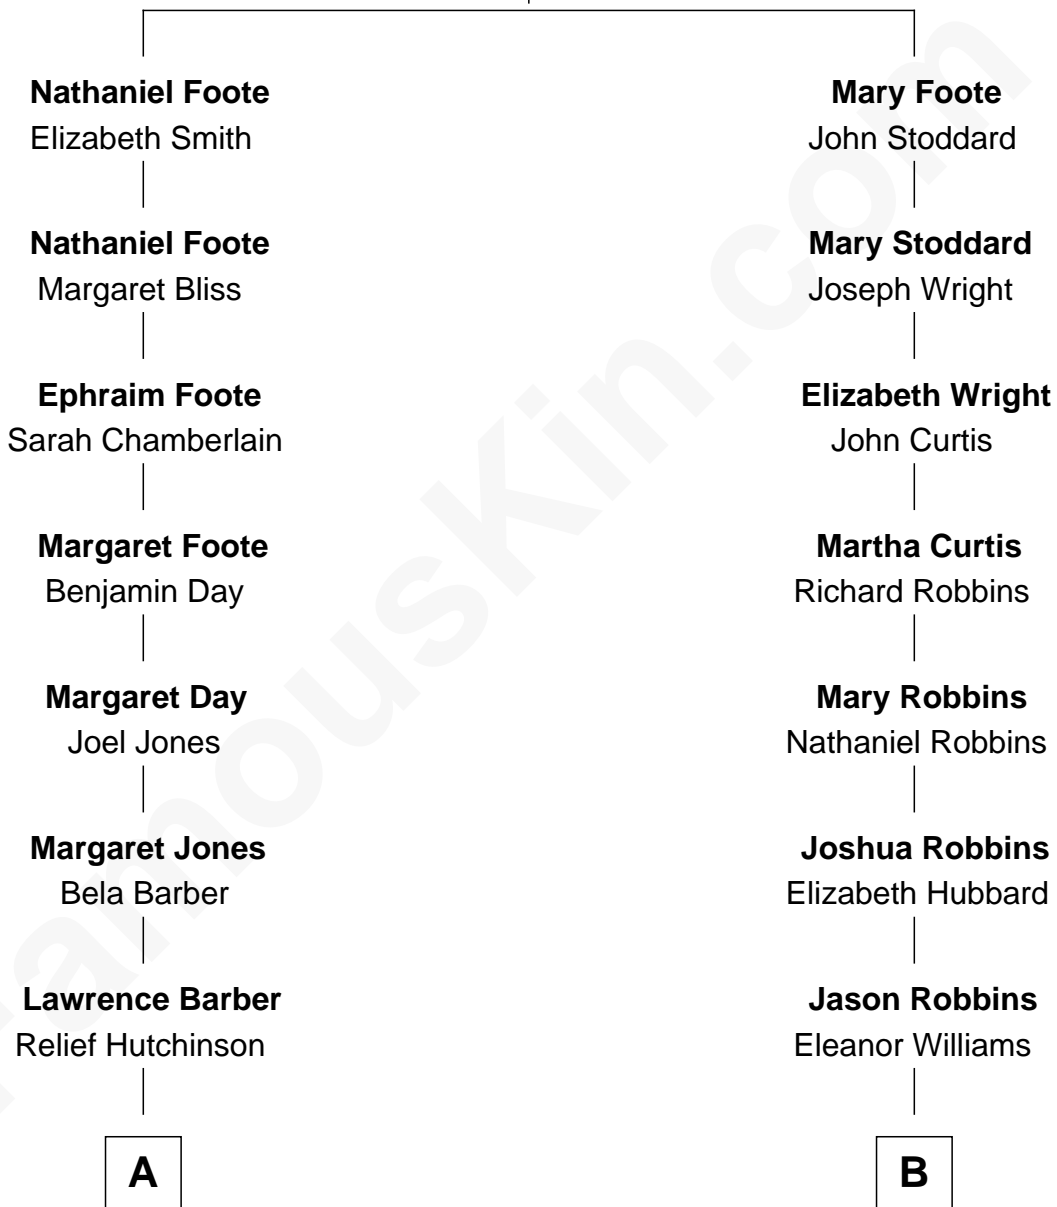 Nathaniel Foote
Elizabeth Smith
Mary Foote
John Stoddard
Nathaniel Foote
Margaret Bliss
Mary Stoddard
Joseph Wright
Ephraim Foote
Sarah Chamberlain
Elizabeth Wright
John Curtis
Margaret Foote
Benjamin Day
Martha Curtis
Richard Robbins
Margaret Day
Joel Jones
Mary Robbins
Nathaniel Robbins
Margaret Jones
Bela Barber
Joshua Robbins
Elizabeth Hubbard
Lawrence Barber
Relief Hutchinson
Jason Robbins
Eleanor Williams
A
B
FamousKin.com